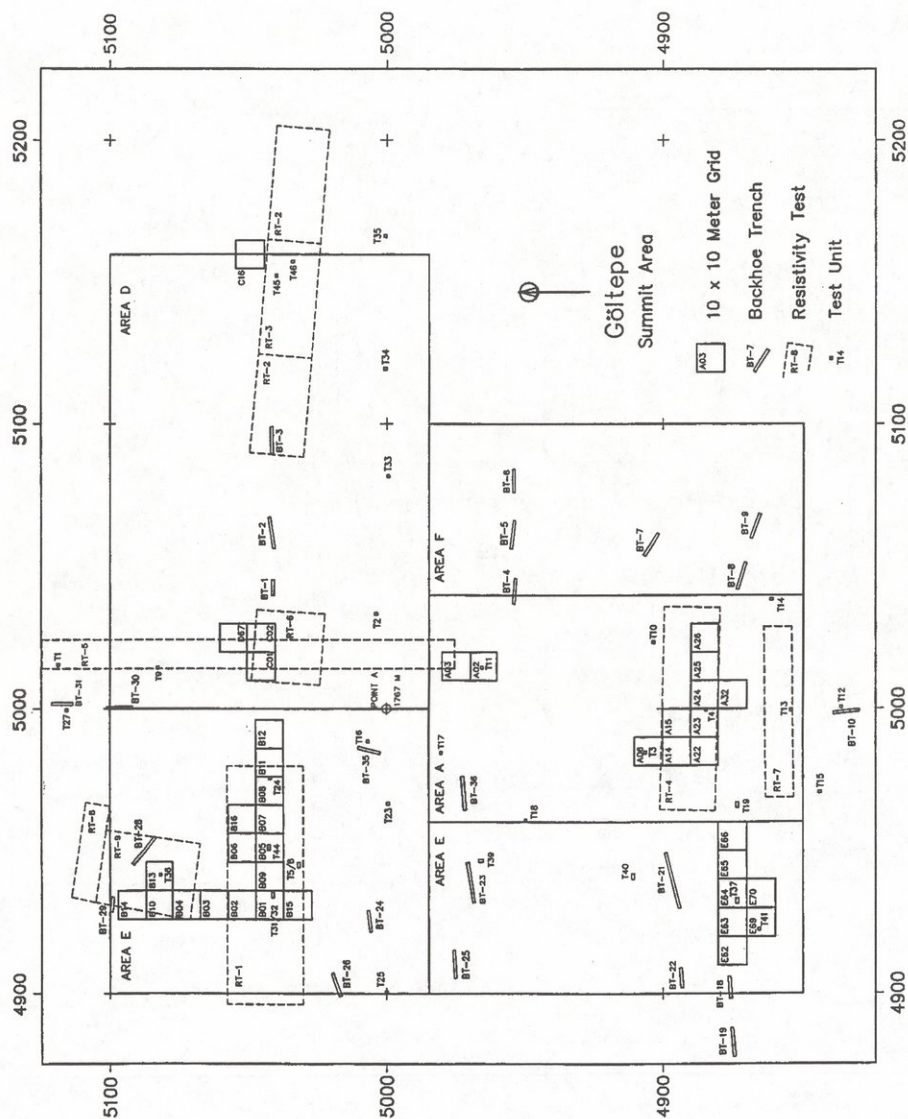 4900 5000 5100 5200
T27
T1
BT-31
RT-5
5100
5100
RT-8
BT-29
RT-9
BT-28
BT-30
AREA E
AREA D
B14
B13
T38
T9
B04
B03
B02
B06
B16
D67
C16
RT-1
B01
B09
B05
B07
B08
B11
B12
C01
C02
BT-1
BT-2
BT-3
RT-2
RT-3
RT-2
T31/32
T44
T24
T45
B15
T5/6
RT-6
T46
BT-26
BT-24
BT-35
T16
POINT A
1767 M
5000
T25
T23
T2
T33
T34
T35
5000
AREA E
AREA A
AREA F
BT-25
BT-23
T39
BT-36
T17
A03
A02
T11
BT-4
BT-5
BT-6
T18
Göltepe
Summit Area
BT-22
BT-21
T40
RT-4
A06
T3
A14
A15
T10
BT-7
4900
4900
A22
A23
A24
A25
A26
T4
A32
BT-19
BT-18
E62
E63
E64
E65
E66
T37
E69
T41
E70
T19
RT-7
T13
T14
BT-8
BT-9
T15
T12
BT-10
A03 10 x 10 Meter Grid
BT-7 Backhoe Trench
RT-8 Resistivity Test
T14 Test Unit